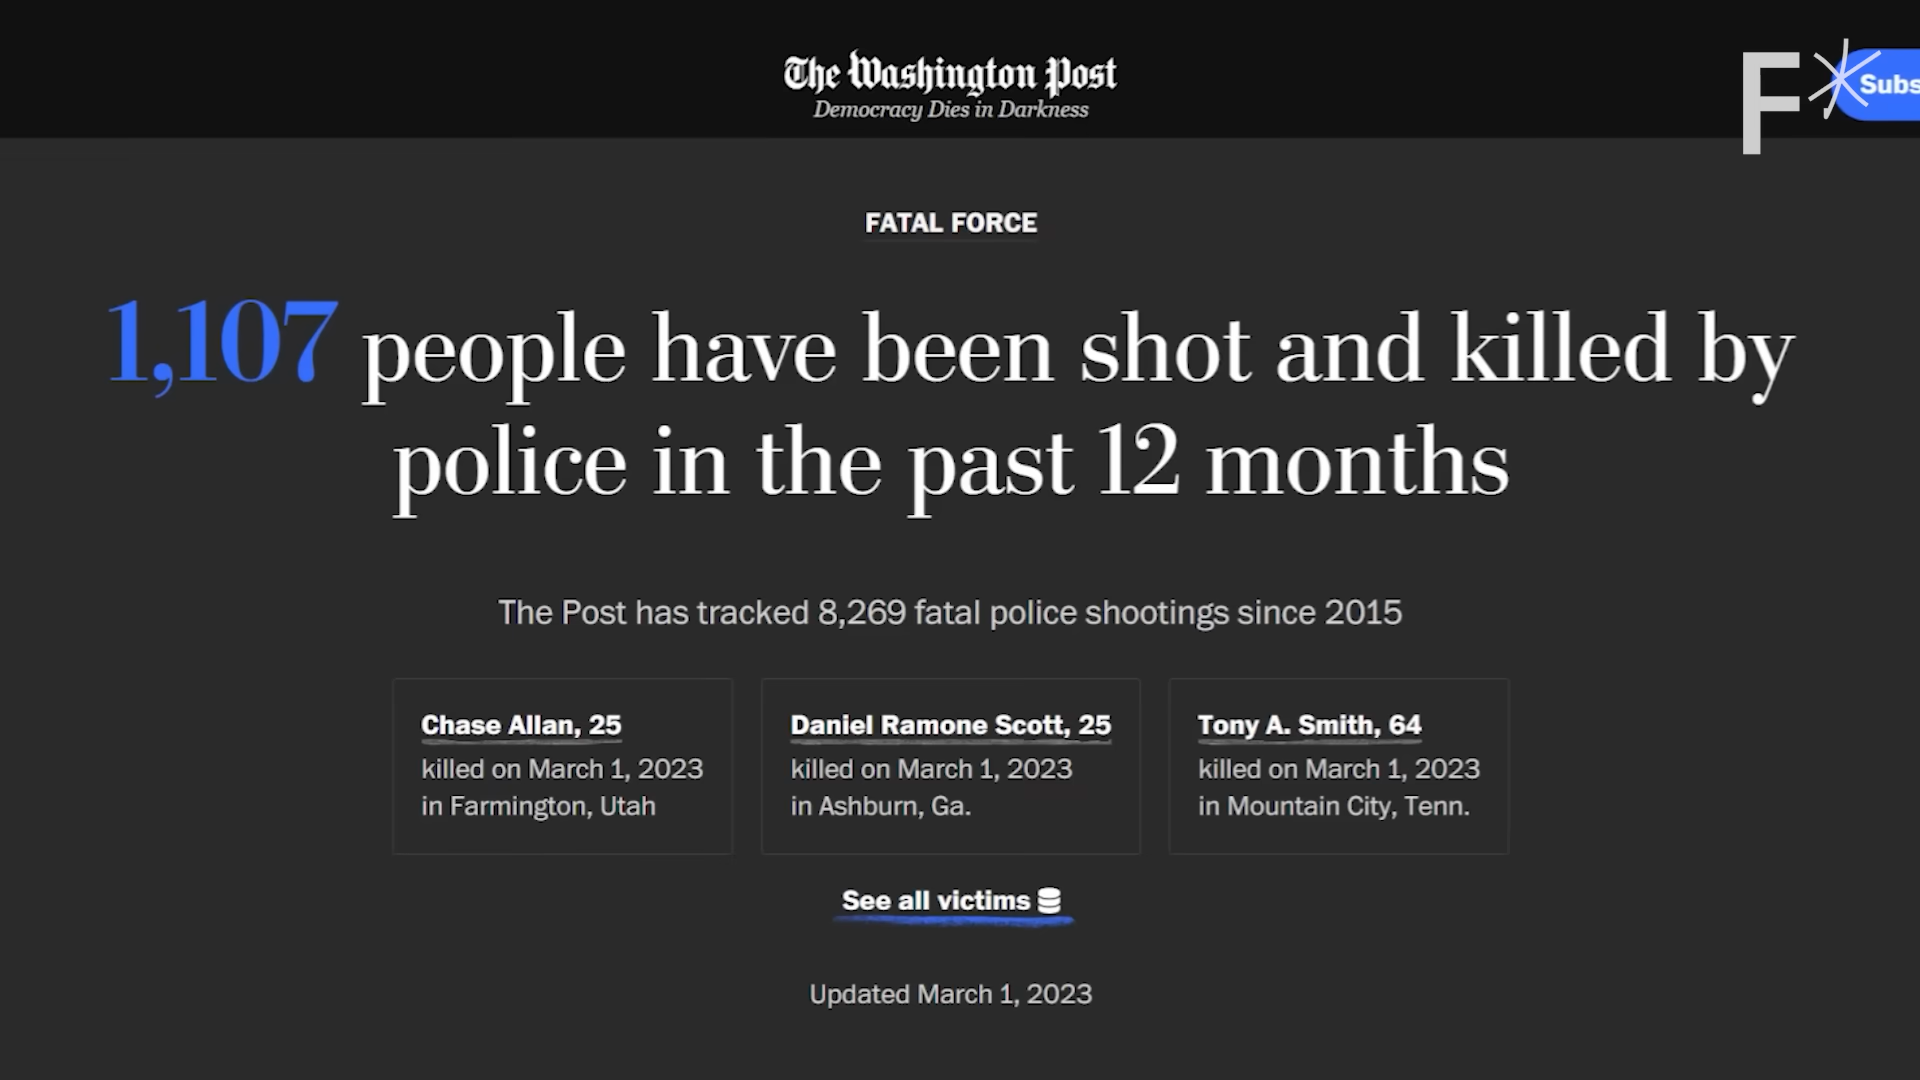 The Washington Post
Democracy Dies in Darkness
F*
Subs
FATAL FORCE
1,107 people have been shot and killed by
police in the past 12 months
The Post has tracked 8,269 fatal police shootings since 2015
Chase Allan, 25
killed on March 1, 2023
in Farmington, Utah
Daniel Ramone Scott, 25
killed on March 1, 2023
in Ashburn, Ga.
Tony A. Smith, 64
killed on March 1, 2023
in Mountain City, Tenn.
See all victims
Updated March 1, 2023